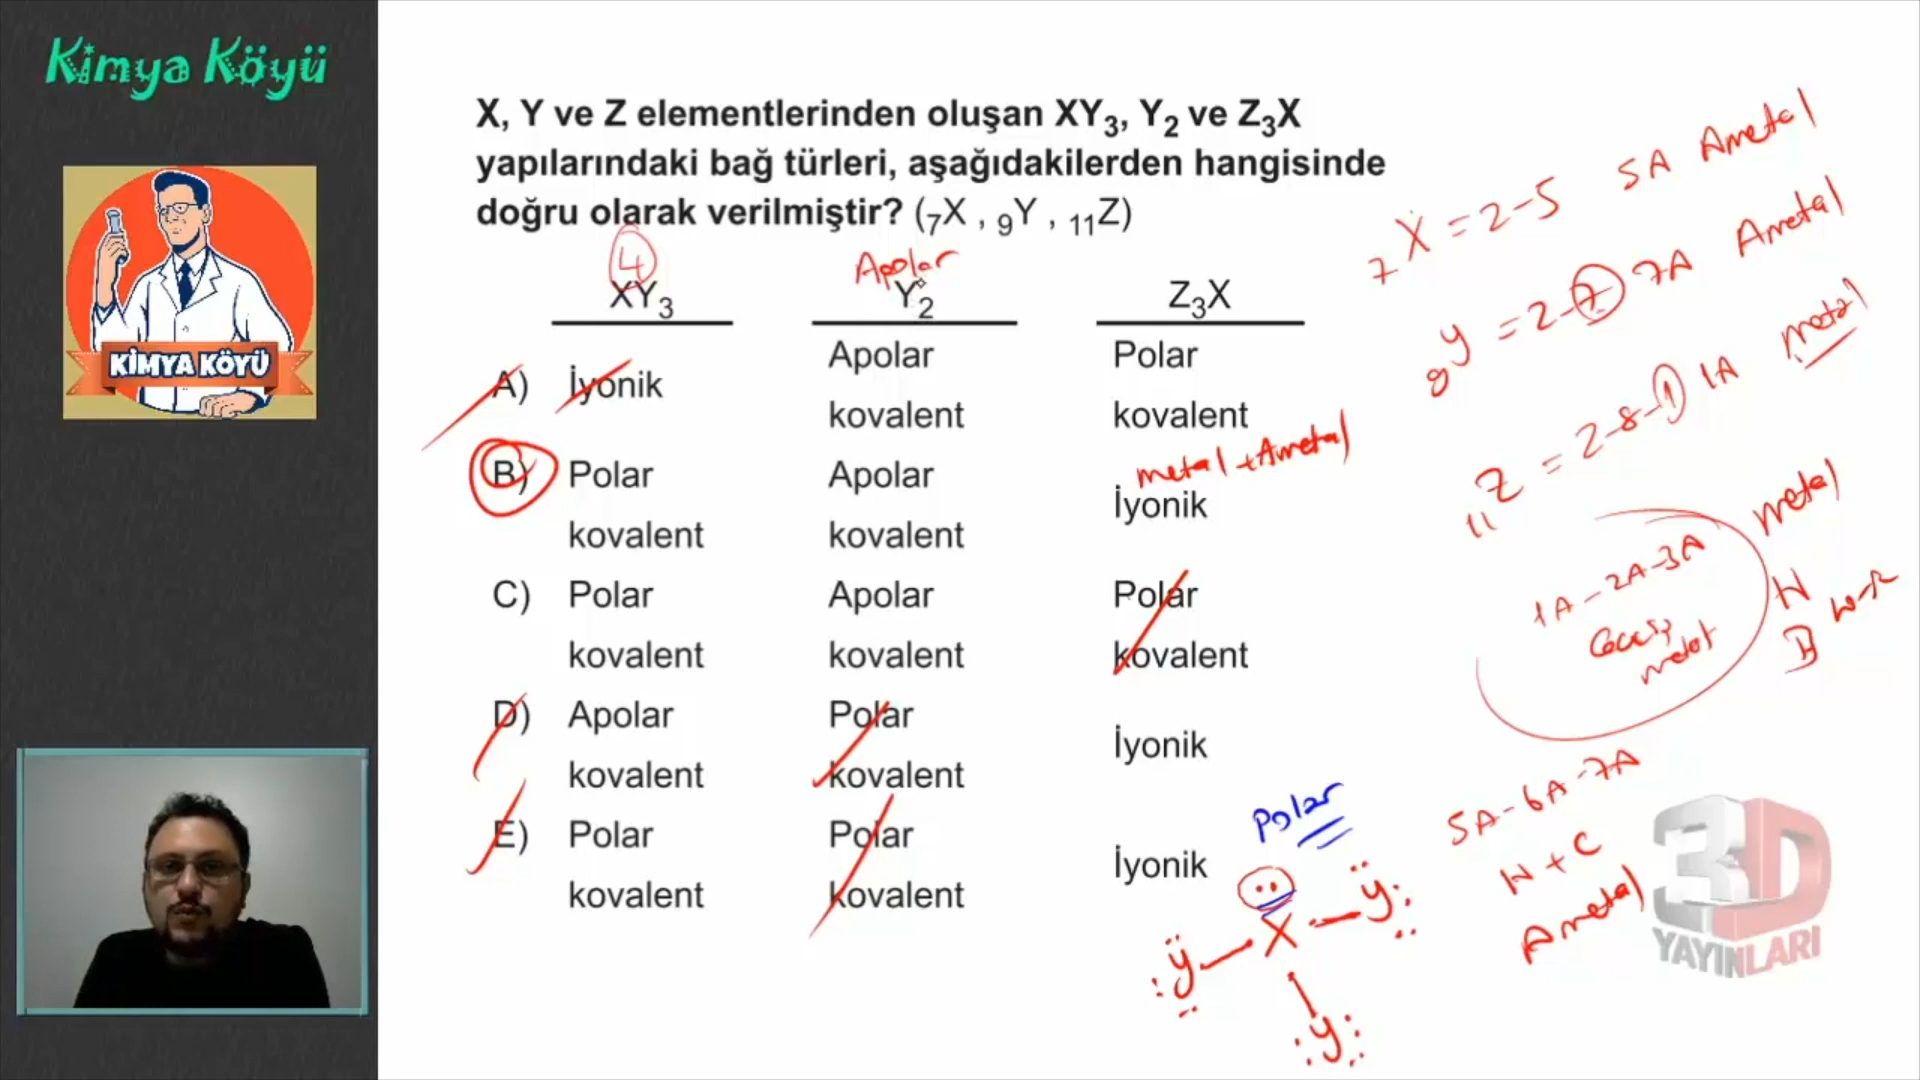 Kimya Köyü
KİMYA KÖYÜ
X, Y ve Z elementlerinden oluşan XY₃, Y₂ ve Z₃X
yapılarındaki bağ türleri, aşağıdakilerden hangisinde
doğru olarak verilmiştir? (₇X , ₉Y , ₁₁Z)
4
Apolar
XY₃ Y₂ Z₃X
A) İyonik Apolar kovalent Polar kovalent
metal + Ametal
B) Polar kovalent Apolar kovalent İyonik
C) Polar kovalent Apolar kovalent Polar kovalent
D) Apolar kovalent Polar kovalent İyonik
E) Polar kovalent Polar kovalent İyonik
₇X = 2-5 5A Ametal
₉y = 2-7 7A Ametal
₁₁Z = 2-8-1 1A metal
metal
1A-2A-3A
metal
5A-6A-7A
H + C
Ametal
Polar
X
y
y
y
3D
YAYINLARI